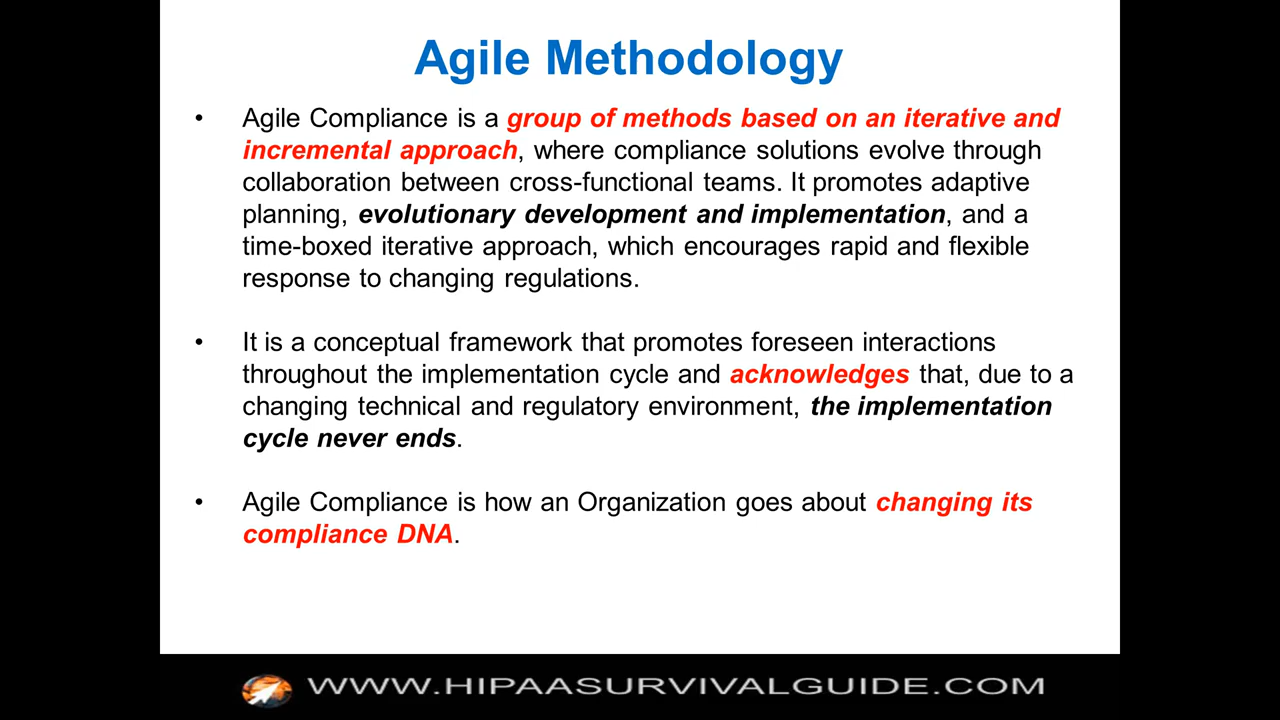 Agile Methodology
• Agile Compliance is a group of methods based on an iterative and
incremental approach, where compliance solutions evolve through
collaboration between cross-functional teams. It promotes adaptive
planning, evolutionary development and implementation, and a
time-boxed iterative approach, which encourages rapid and flexible
response to changing regulations.
• It is a conceptual framework that promotes foreseen interactions
throughout the implementation cycle and acknowledges that, due to a
changing technical and regulatory environment, the implementation
cycle never ends.
• Agile Compliance is how an Organization goes about changing its
compliance DNA.
WWW.HIPAASURVIVALGUIDE.COM